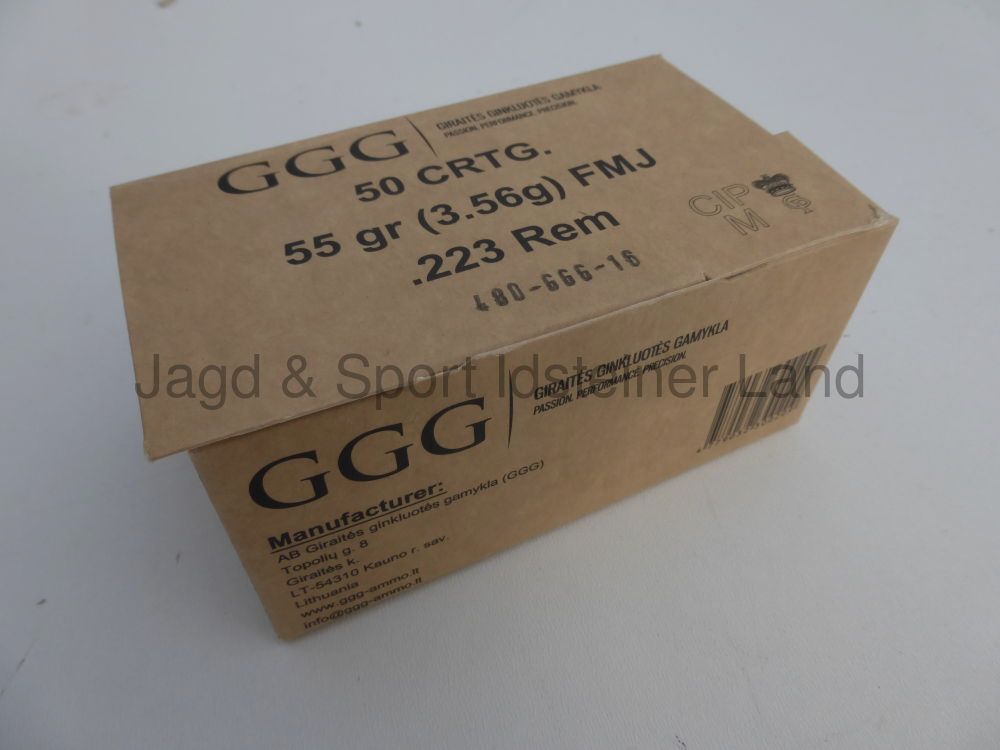 GGG
GIRAITĖS GINKLUOTĖS GAMYKLA
PASSION. PERFORMANCE. PRECISION.
50 CRTG.
55 gr (3.56g) FMJ
.223 Rem
480-GGG-16
CIP
M
Jagd & Sport Idsteiner Land
GGG
GIRAITĖS GINKLUOTĖS GAMYKLA
PASSION. PERFORMANCE. PRECISION.
Manufacturer:
AB Giraitės ginkluotės gamykla (GGG)
Topolių g. 8
Giraitės k.
LT-54310 Kauno r. sav.
Lithuania
www.ggg-ammo.lt
info@ggg-ammo.lt